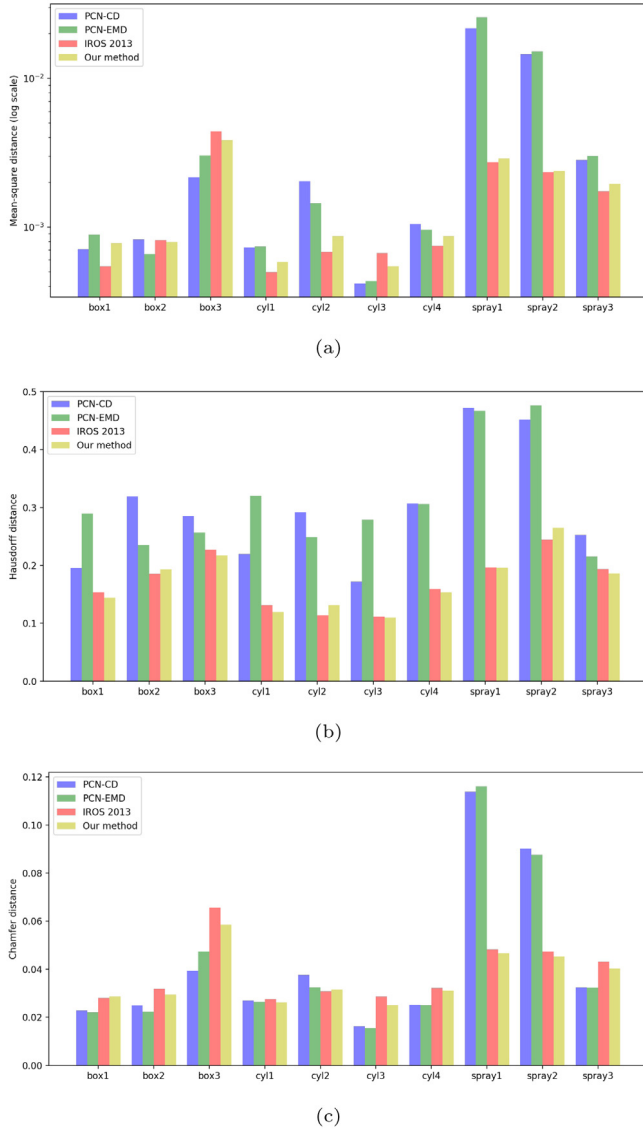 PCN-CD
PCN-EMD
IROS 2013
Our method
Mean-square distance (log scale)
10⁻²
10⁻³
box1 box2 box3 cyl1 cyl2 cyl3 cyl4 spray1 spray2 spray3
(a)
PCN-CD
PCN-EMD
IROS 2013
Our method
Hausdorff distance
0.5
0.4
0.3
0.2
0.1
0.0
box1 box2 box3 cyl1 cyl2 cyl3 cyl4 spray1 spray2 spray3
(b)
PCN-CD
PCN-EMD
IROS 2013
Our method
Chamfer distance
0.12
0.10
0.08
0.06
0.04
0.02
0.00
box1 box2 box3 cyl1 cyl2 cyl3 cyl4 spray1 spray2 spray3
(c)